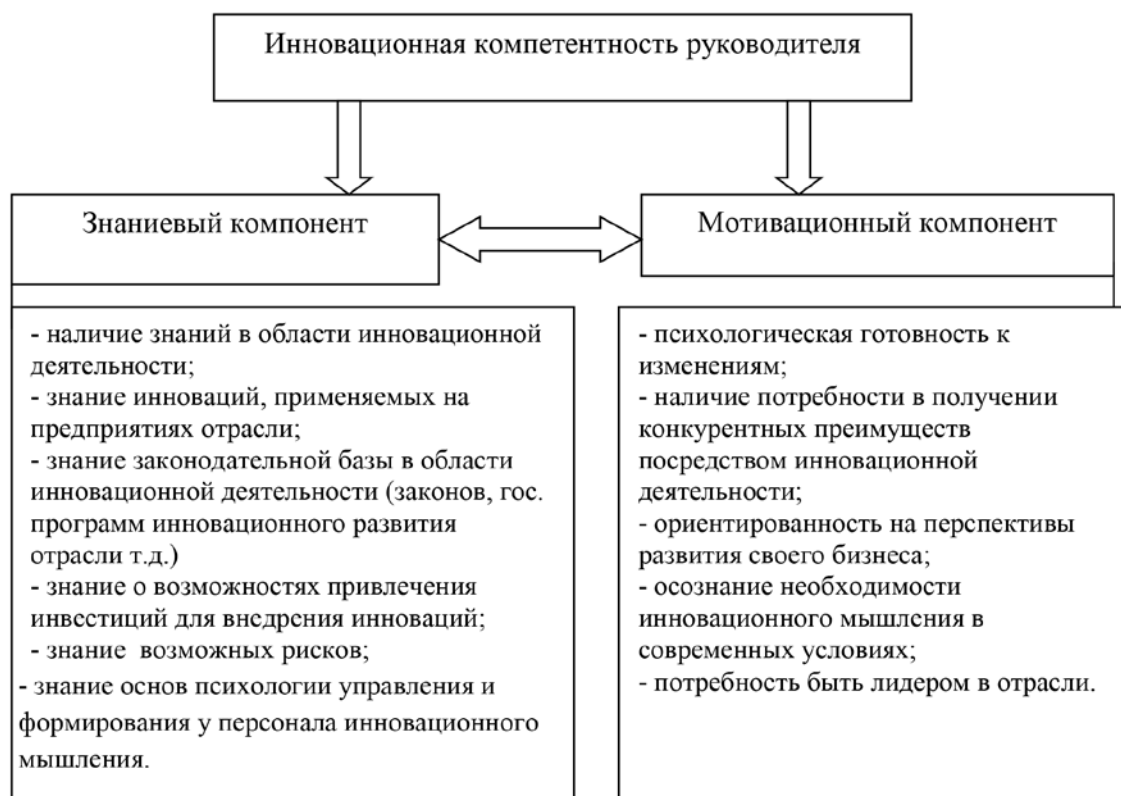 Инновационная компетентность руководителя
Знаниевый компонент
Мотивационный компонент
- наличие знаний в области инновационной
деятельности;
- знание инноваций, применяемых на
предприятиях отрасли;
- знание законодательной базы в области
инновационной деятельности (законов, гос.
программ инновационного развития
отрасли т.д.)
- знание о возможностях привлечения
инвестиций для внедрения инноваций;
- знание возможных рисков;
- знание основ психологии управления и
формирования у персонала инновационного
мышления.
- психологическая готовность к
изменениям;
- наличие потребности в получении
конкурентных преимуществ
посредством инновационной
деятельности;
- ориентированность на перспективы
развития своего бизнеса;
- осознание необходимости
инновационного мышления в
современных условиях;
- потребность быть лидером в отрасли.